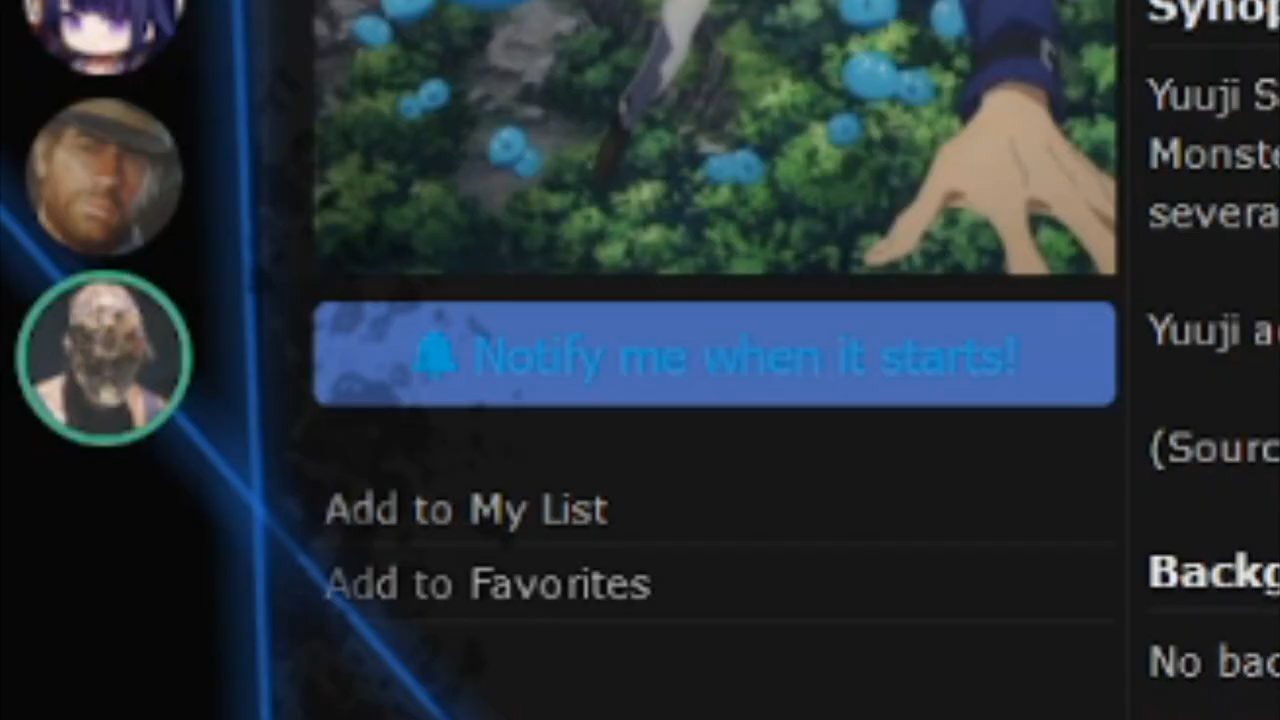 Synop
Yuuji S
Monste
severa
Yuuji a
(Sourc
Notify me when it starts!
Add to My List
Add to Favorites
Backg
No bac